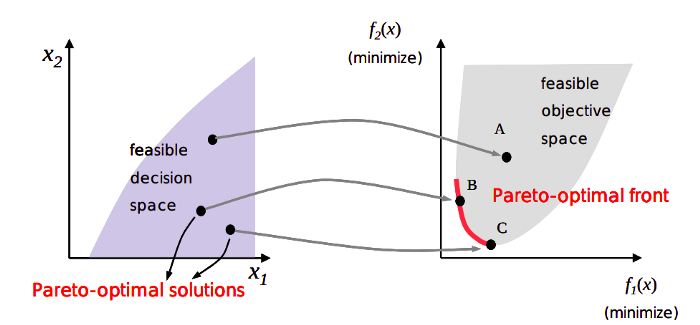 x2
feasible
decision
space
x1
Pareto-optimal solutions
f2(x)
(minimize)
feasible
objective
space
A
B
Pareto-optimal front
C
f1(x)
(minimize)